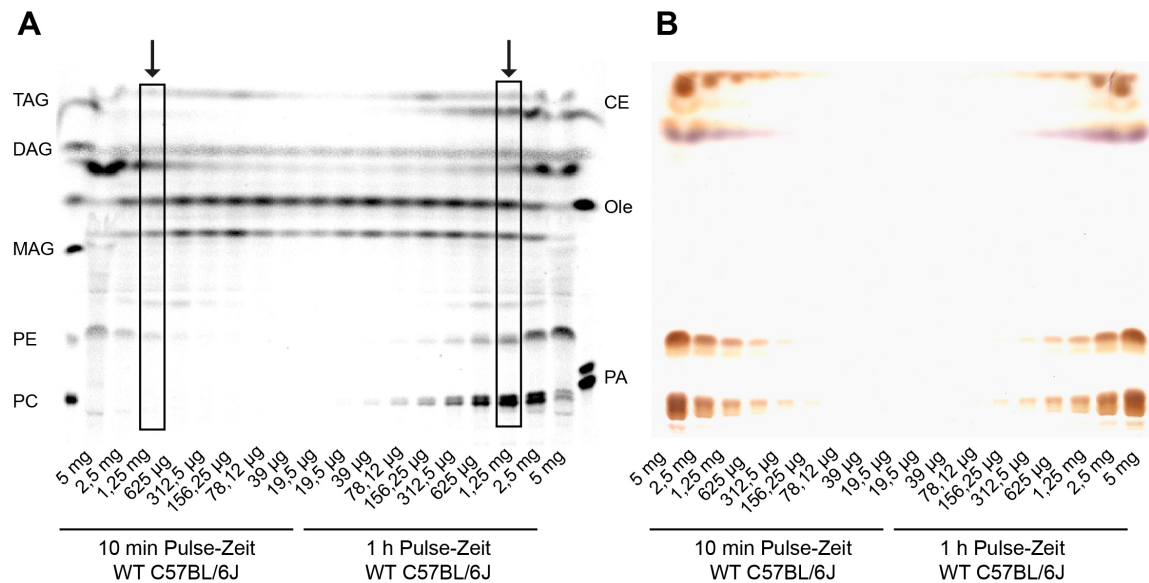 A
B
TAG
DAG
MAG
PE
PC
CE
Ole
PA
5 mg
2,5 mg
1,25 mg
625 µg
312,5 µg
156,25 µg
78,12 µg
39 µg
19,5 µg
19,5 µg
39 µg
78,12 µg
156,25 µg
312,5 µg
625 µg
1,25 mg
2,5 mg
5 mg
10 min Pulse-Zeit
WT C57BL/6J
1 h Pulse-Zeit
WT C57BL/6J
5 mg
2,5 mg
1,25 mg
625 µg
312,5 µg
156,25 µg
78,12 µg
39 µg
19,5 µg
19,5 µg
39 µg
78,12 µg
156,25 µg
312,5 µg
625 µg
1,25 mg
2,5 mg
5 mg
10 min Pulse-Zeit
WT C57BL/6J
1 h Pulse-Zeit
WT C57BL/6J